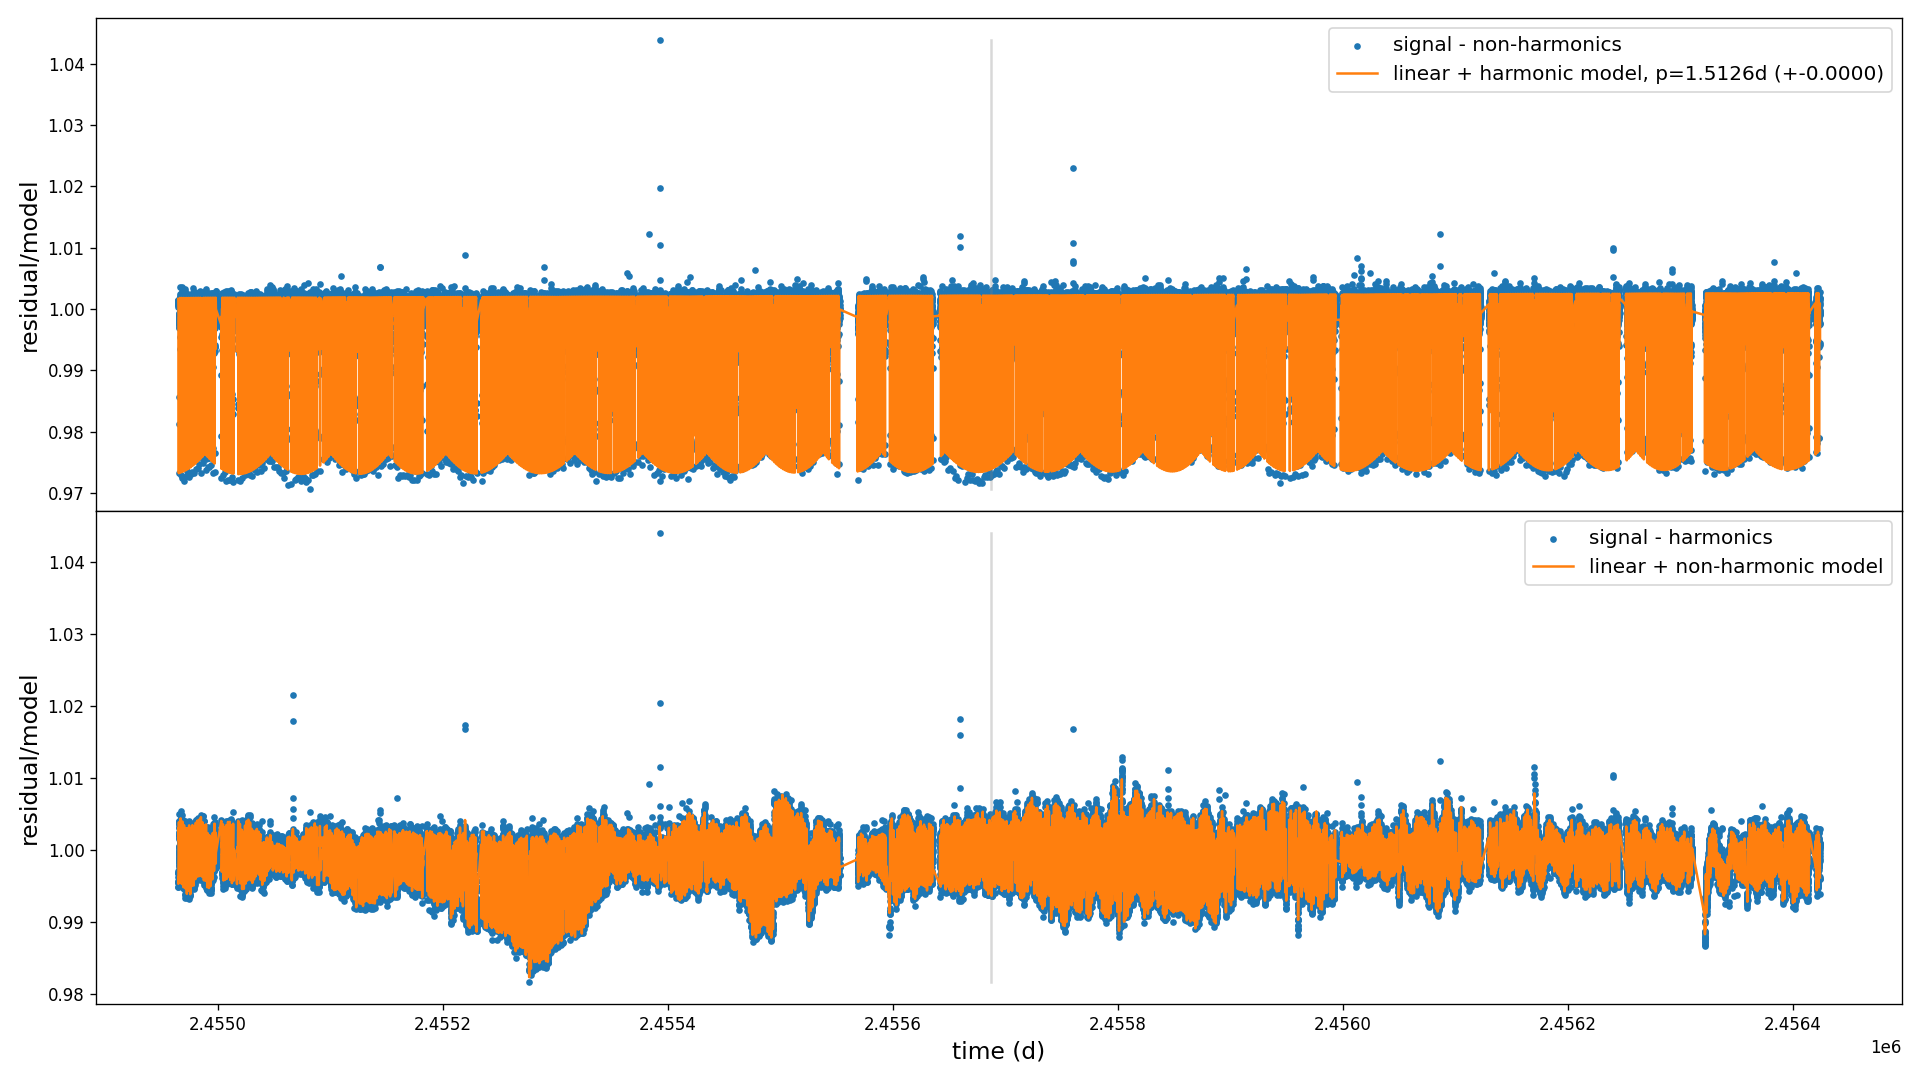 signal - non-harmonics
linear + harmonic model, p=1.5126d (+-0.0000)
1.04
1.03
1.02
1.01
1.00
0.99
0.98
0.97
residual/model
signal - harmonics
linear + non-harmonic model
1.04
1.03
1.02
1.01
1.00
0.99
0.98
residual/model
2.4550 2.4552 2.4554 2.4556 2.4558 2.4560 2.4562 2.4564
1e6
time (d)